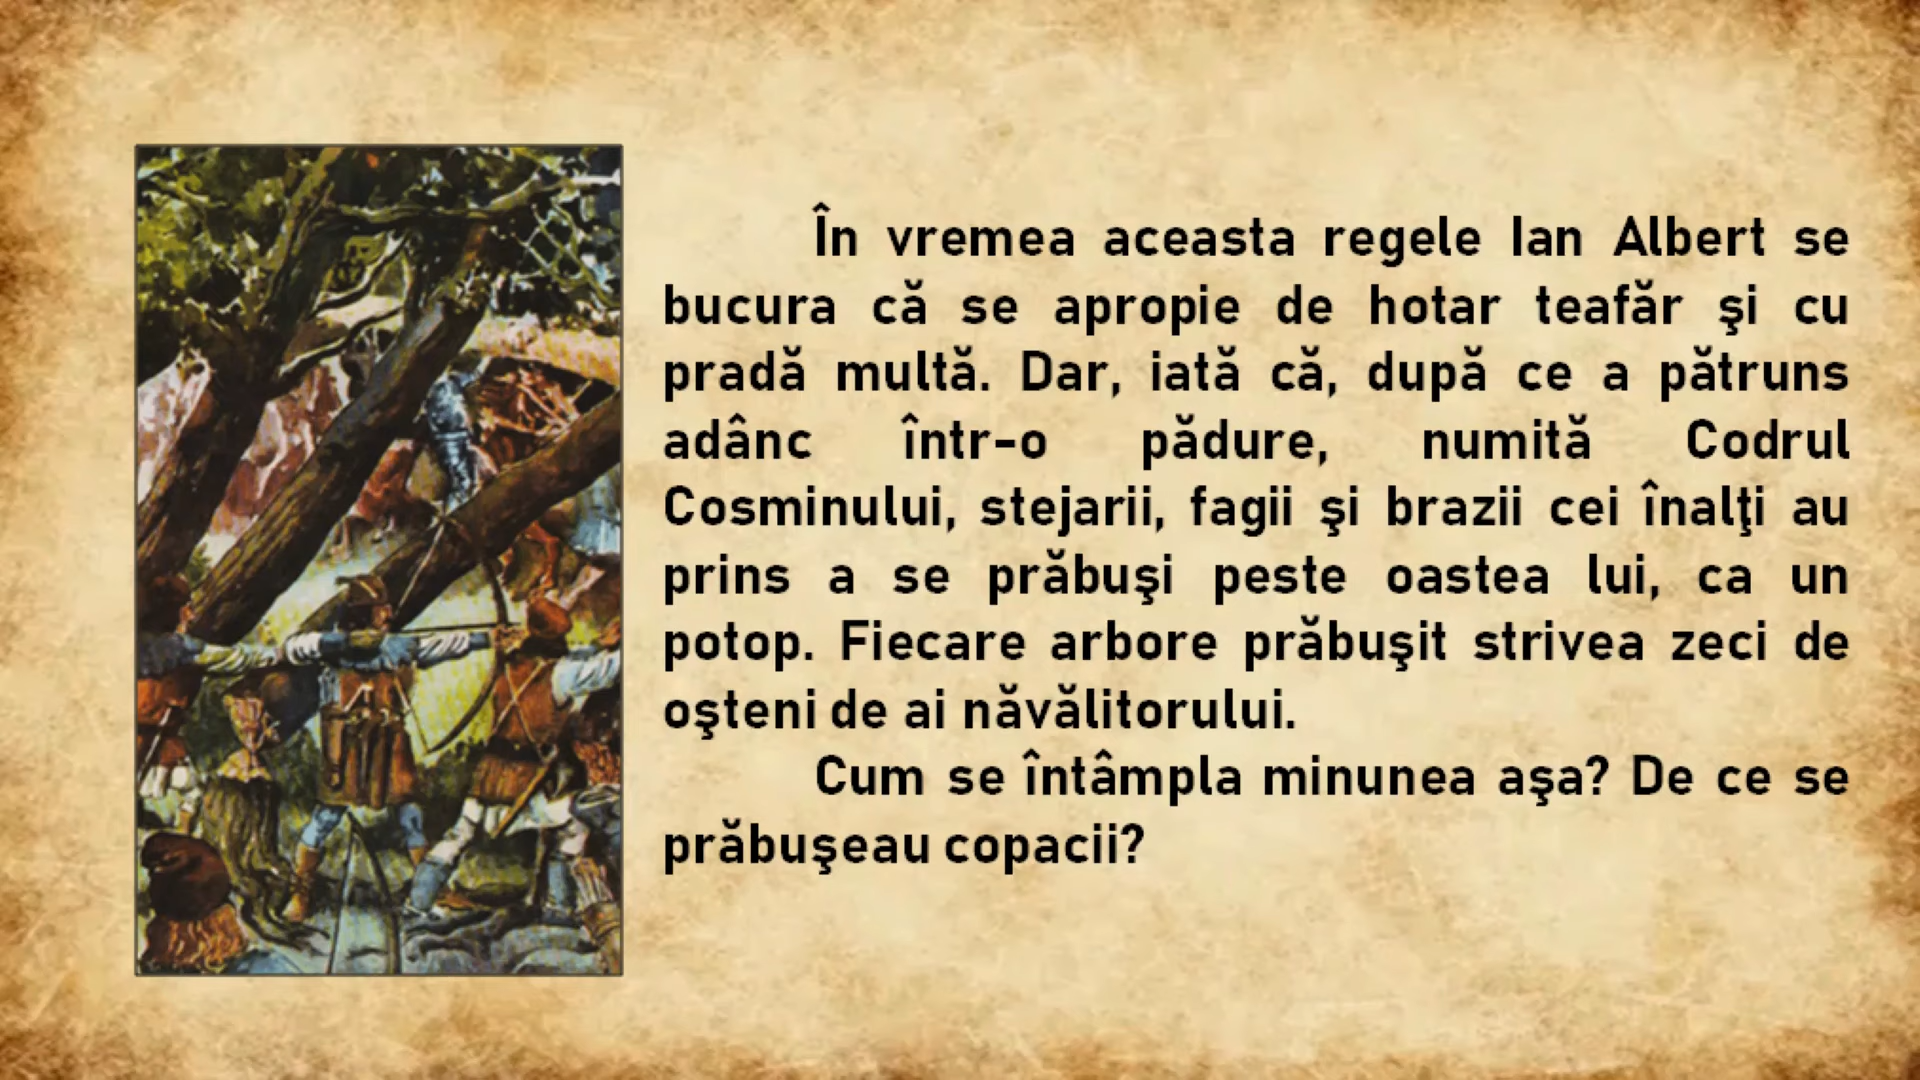 În vremea aceasta regele Ian Albert se
bucura că se apropie de hotar teafăr şi cu
pradă multă. Dar, iată că, după ce a pătruns
adânc într-o pădure, numită Codrul
Cosminului, stejarii, fagii şi brazii cei înalţi au
prins a se prăbuşi peste oastea lui, ca un
potop. Fiecare arbore prăbuşit strivea zeci de
oşteni de ai năvălitorului.
Cum se întâmpla minunea aşa? De ce se
prăbuşeau copacii?